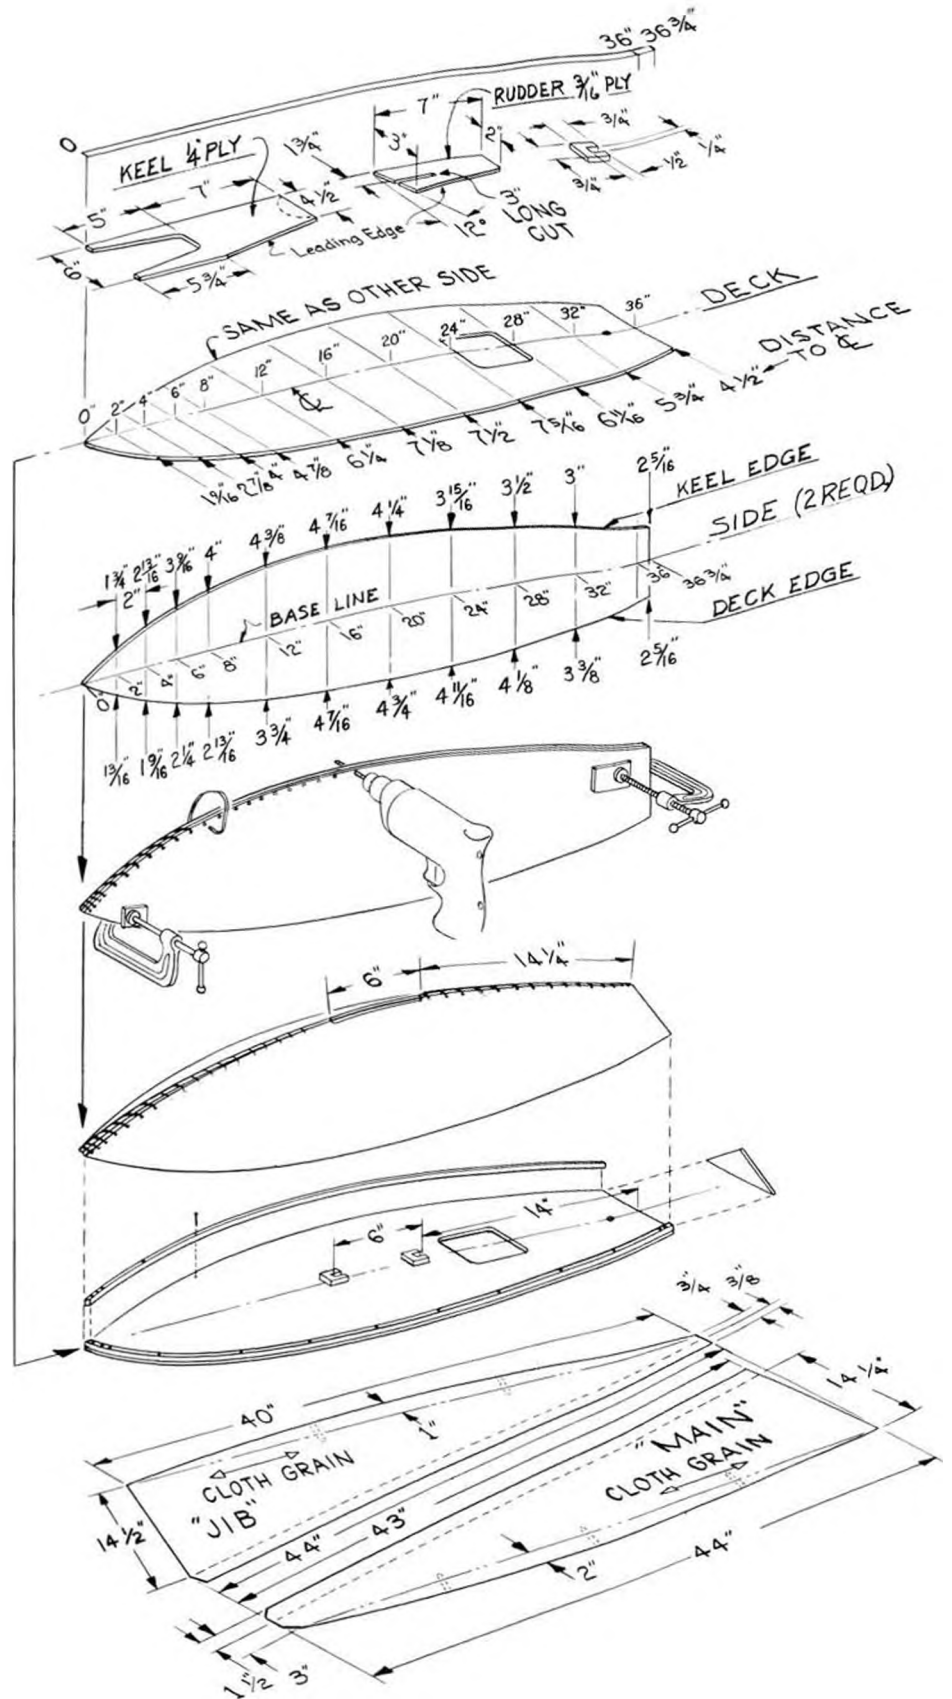 36" 36 3/4"
0
RUDDER 3/16" PLY
7"
3/4"
KEEL 1/4" PLY
1 3/4"
3"
2"
1/4"
1/2"
3/4"
7"
4 1/2"
5"
3"
LONG
CUT
12°
Leading Edge
6"
5 3/4"
SAME AS OTHER SIDE
DECK
DISTANCE
TO ℄
0" 2" 4" 6" 8" 12" 16" 20" 24" 28" 32" 36"
℄
1 9/16" 2 7/8" 4" 4 7/8" 6 1/4" 7 1/8" 7 1/2" 7 5/16" 6 11/16" 5 3/4" 4 1/2"
KEEL EDGE
SIDE (2 REQD)
1 3/4" 2 13/16" 3 9/16" 4" 4 3/8" 4 7/16" 4 1/4" 3 15/16" 3 1/2" 3" 2 5/16"
2"
BASE LINE
0 2" 4" 6" 8" 12" 16" 20" 24" 28" 32" 36" 36 3/4"
DECK EDGE
13/16" 1 9/16" 2 1/4" 2 13/16" 3 3/4" 4 7/16" 4 3/4" 4 11/16" 4 1/8" 3 3/8" 2 5/16"
6" 14 1/4"
6" 14"
3/4" 3/8"
14 1/4"
40"
1"
"MAIN"
CLOTH GRAIN
CLOTH GRAIN
"JIB"
14 1/2"
44" 43"
2"
44"
1 1/2" 3"